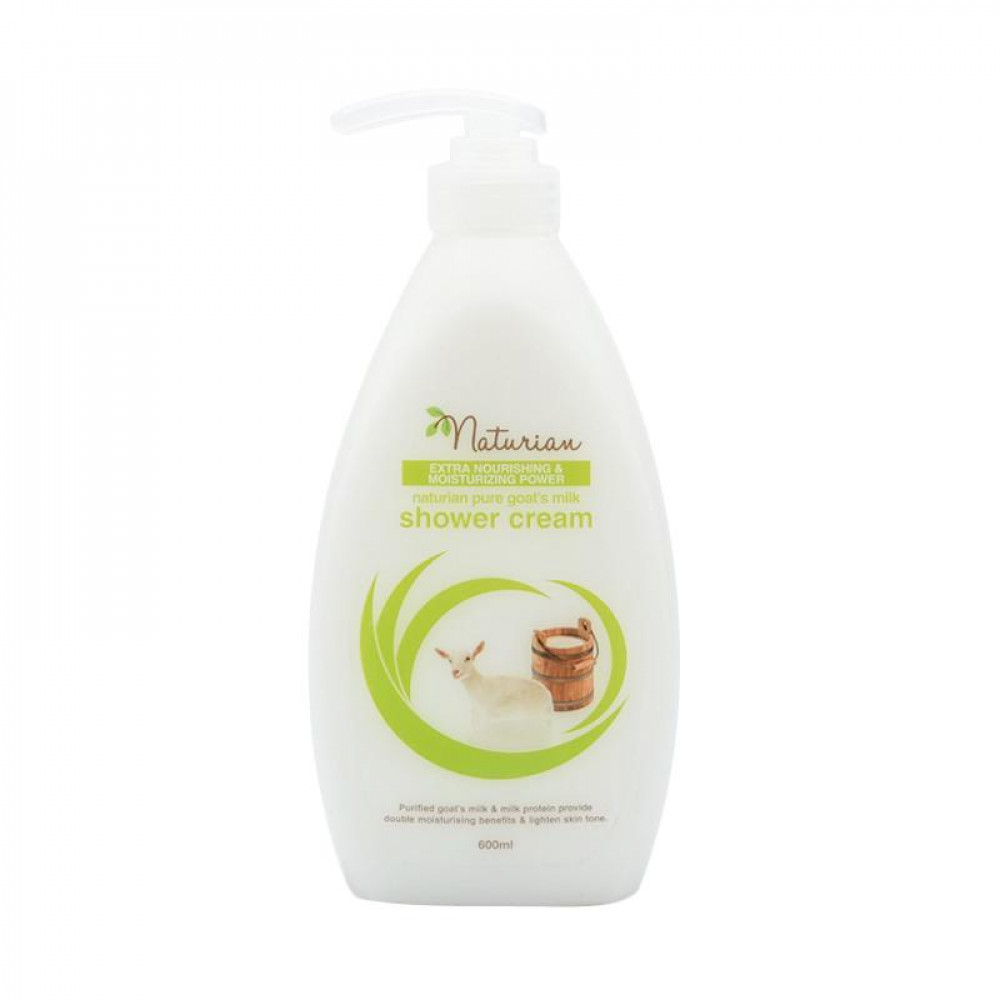 Naturian
EXTRA NOURISHING &
MOISTURIZING POWER
naturian pure goat's milk
shower cream
Purified goat's milk & milk protein provide
double moisturising benefits & lighten skin tone.
600ml